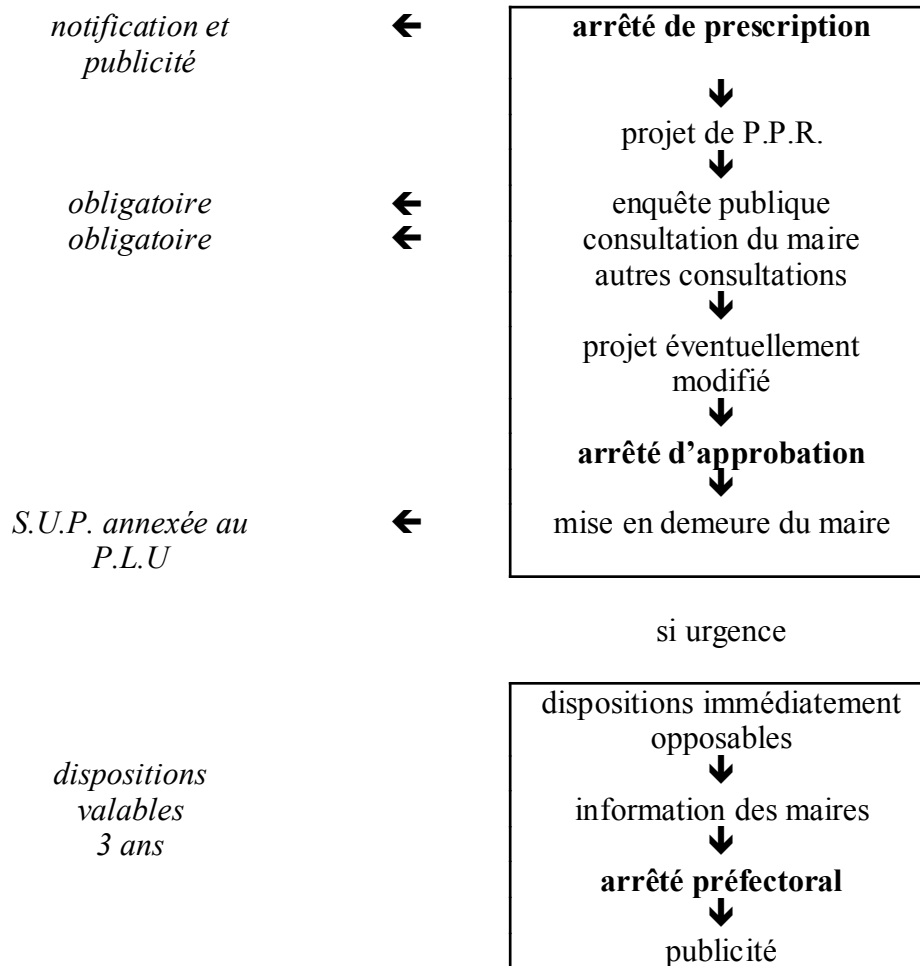 notification et
publicité
🡸
arrêté de prescription
🡻
projet de P.P.R.
🡻
obligatoire 🡸 enquête publique
obligatoire 🡸 consultation du maire
autres consultations
🡻
projet éventuellement
modifié
🡻
arrêté d’approbation
🡻
S.U.P. annexée au 🡸 mise en demeure du maire
P.L.U
si urgence
dispositions immédiatement
opposables
🡻
dispositions
valables
3 ans
information des maires
🡻
arrêté préfectoral
🡻
publicité